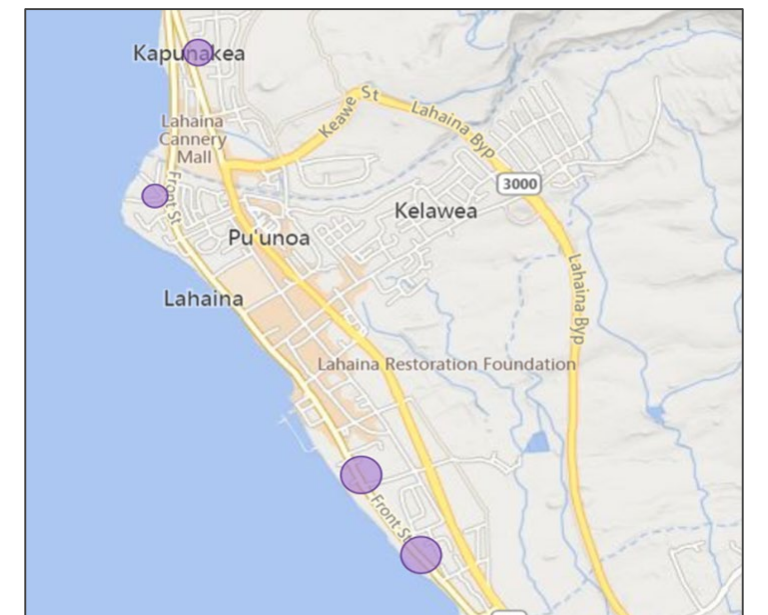 Kapunakea
Keawe St
Lahaina Byp
Lahaina
Cannery
Mall
3000
Front St
Kelawea
Pu'unoa
Lahaina Byp
Lahaina
Lahaina Restoration Foundation
Front St